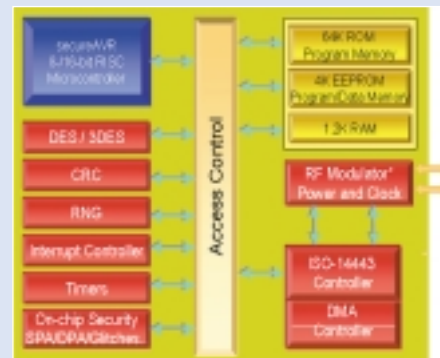 secureAVR
8-/16-bit RISC
Microcontroller
DES / 3DES
CRC
RNG
Interrupt Controller
Timers
On-chip Security
SPA/DPA/Glitches
Access Control
64K ROM
Program Memory
4K EEPROM
Program/Data Memory
1.2K RAM
RF Modulator*
Power and Clock
ISO-14443
Controller
DMA
Controller